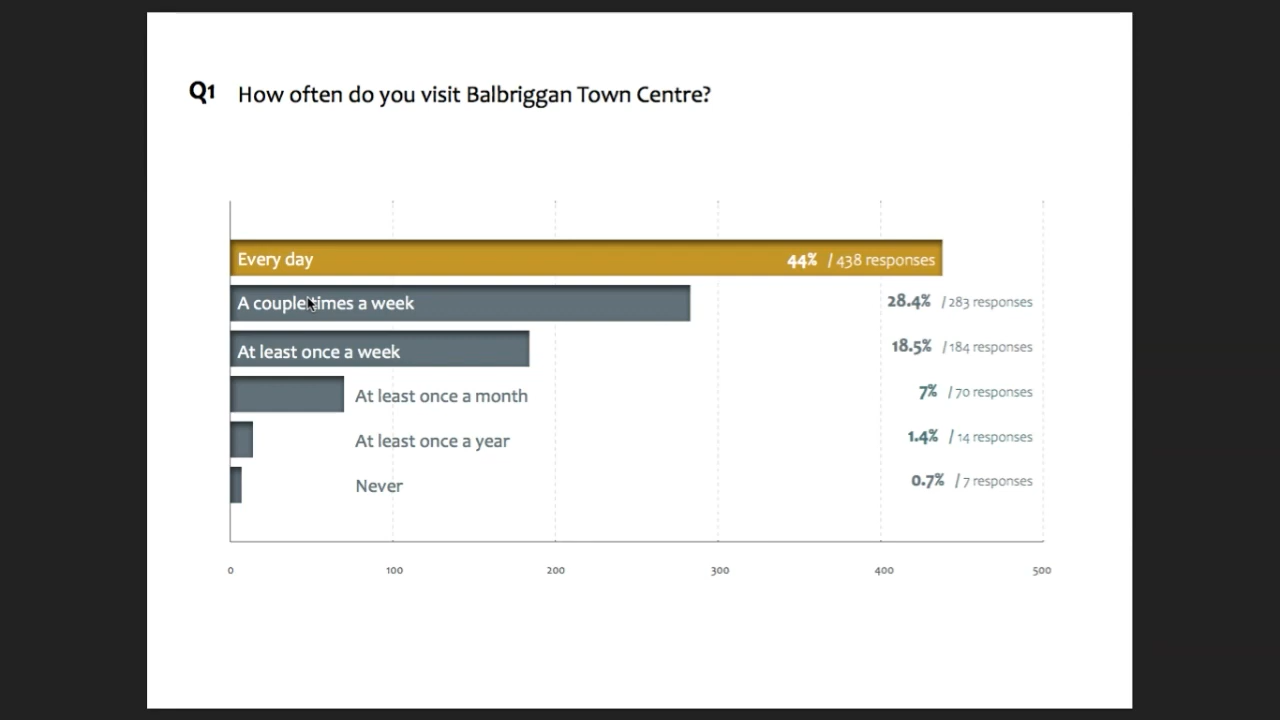 Q1 How often do you visit Balbriggan Town Centre?
Every day 44% / 438 responses
A couple times a week 28.4% / 283 responses
At least once a week 18.5% / 184 responses
At least once a month 7% / 70 responses
At least once a year 1.4% / 14 responses
Never 0.7% / 7 responses
0 100 200 300 400 500